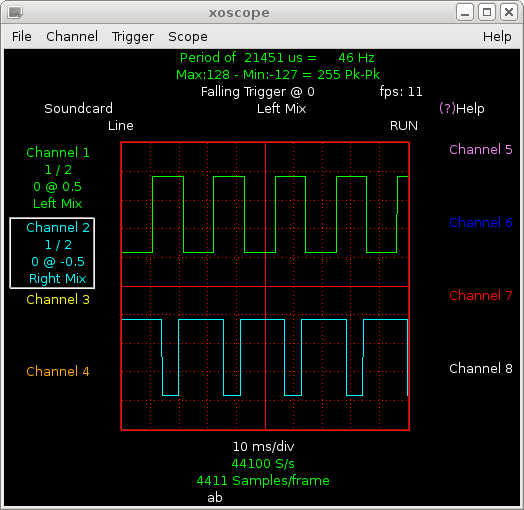 xoscope
File Channel Trigger Scope Help
Period of 21451 us = 46 Hz
Max:128 - Min:-127 = 255 Pk-Pk
Falling Trigger @ 0 fps: 11
Soundcard Left Mix (?)Help
Line RUN
Channel 1
1 / 2
0 @ 0.5
Left Mix
Channel 2
1 / 2
0 @ -0.5
Right Mix
Channel 3
Channel 4
Channel 5
Channel 6
Channel 7
Channel 8
10 ms/div
44100 S/s
4411 Samples/frame
ab